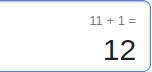 11 + 1 =
12